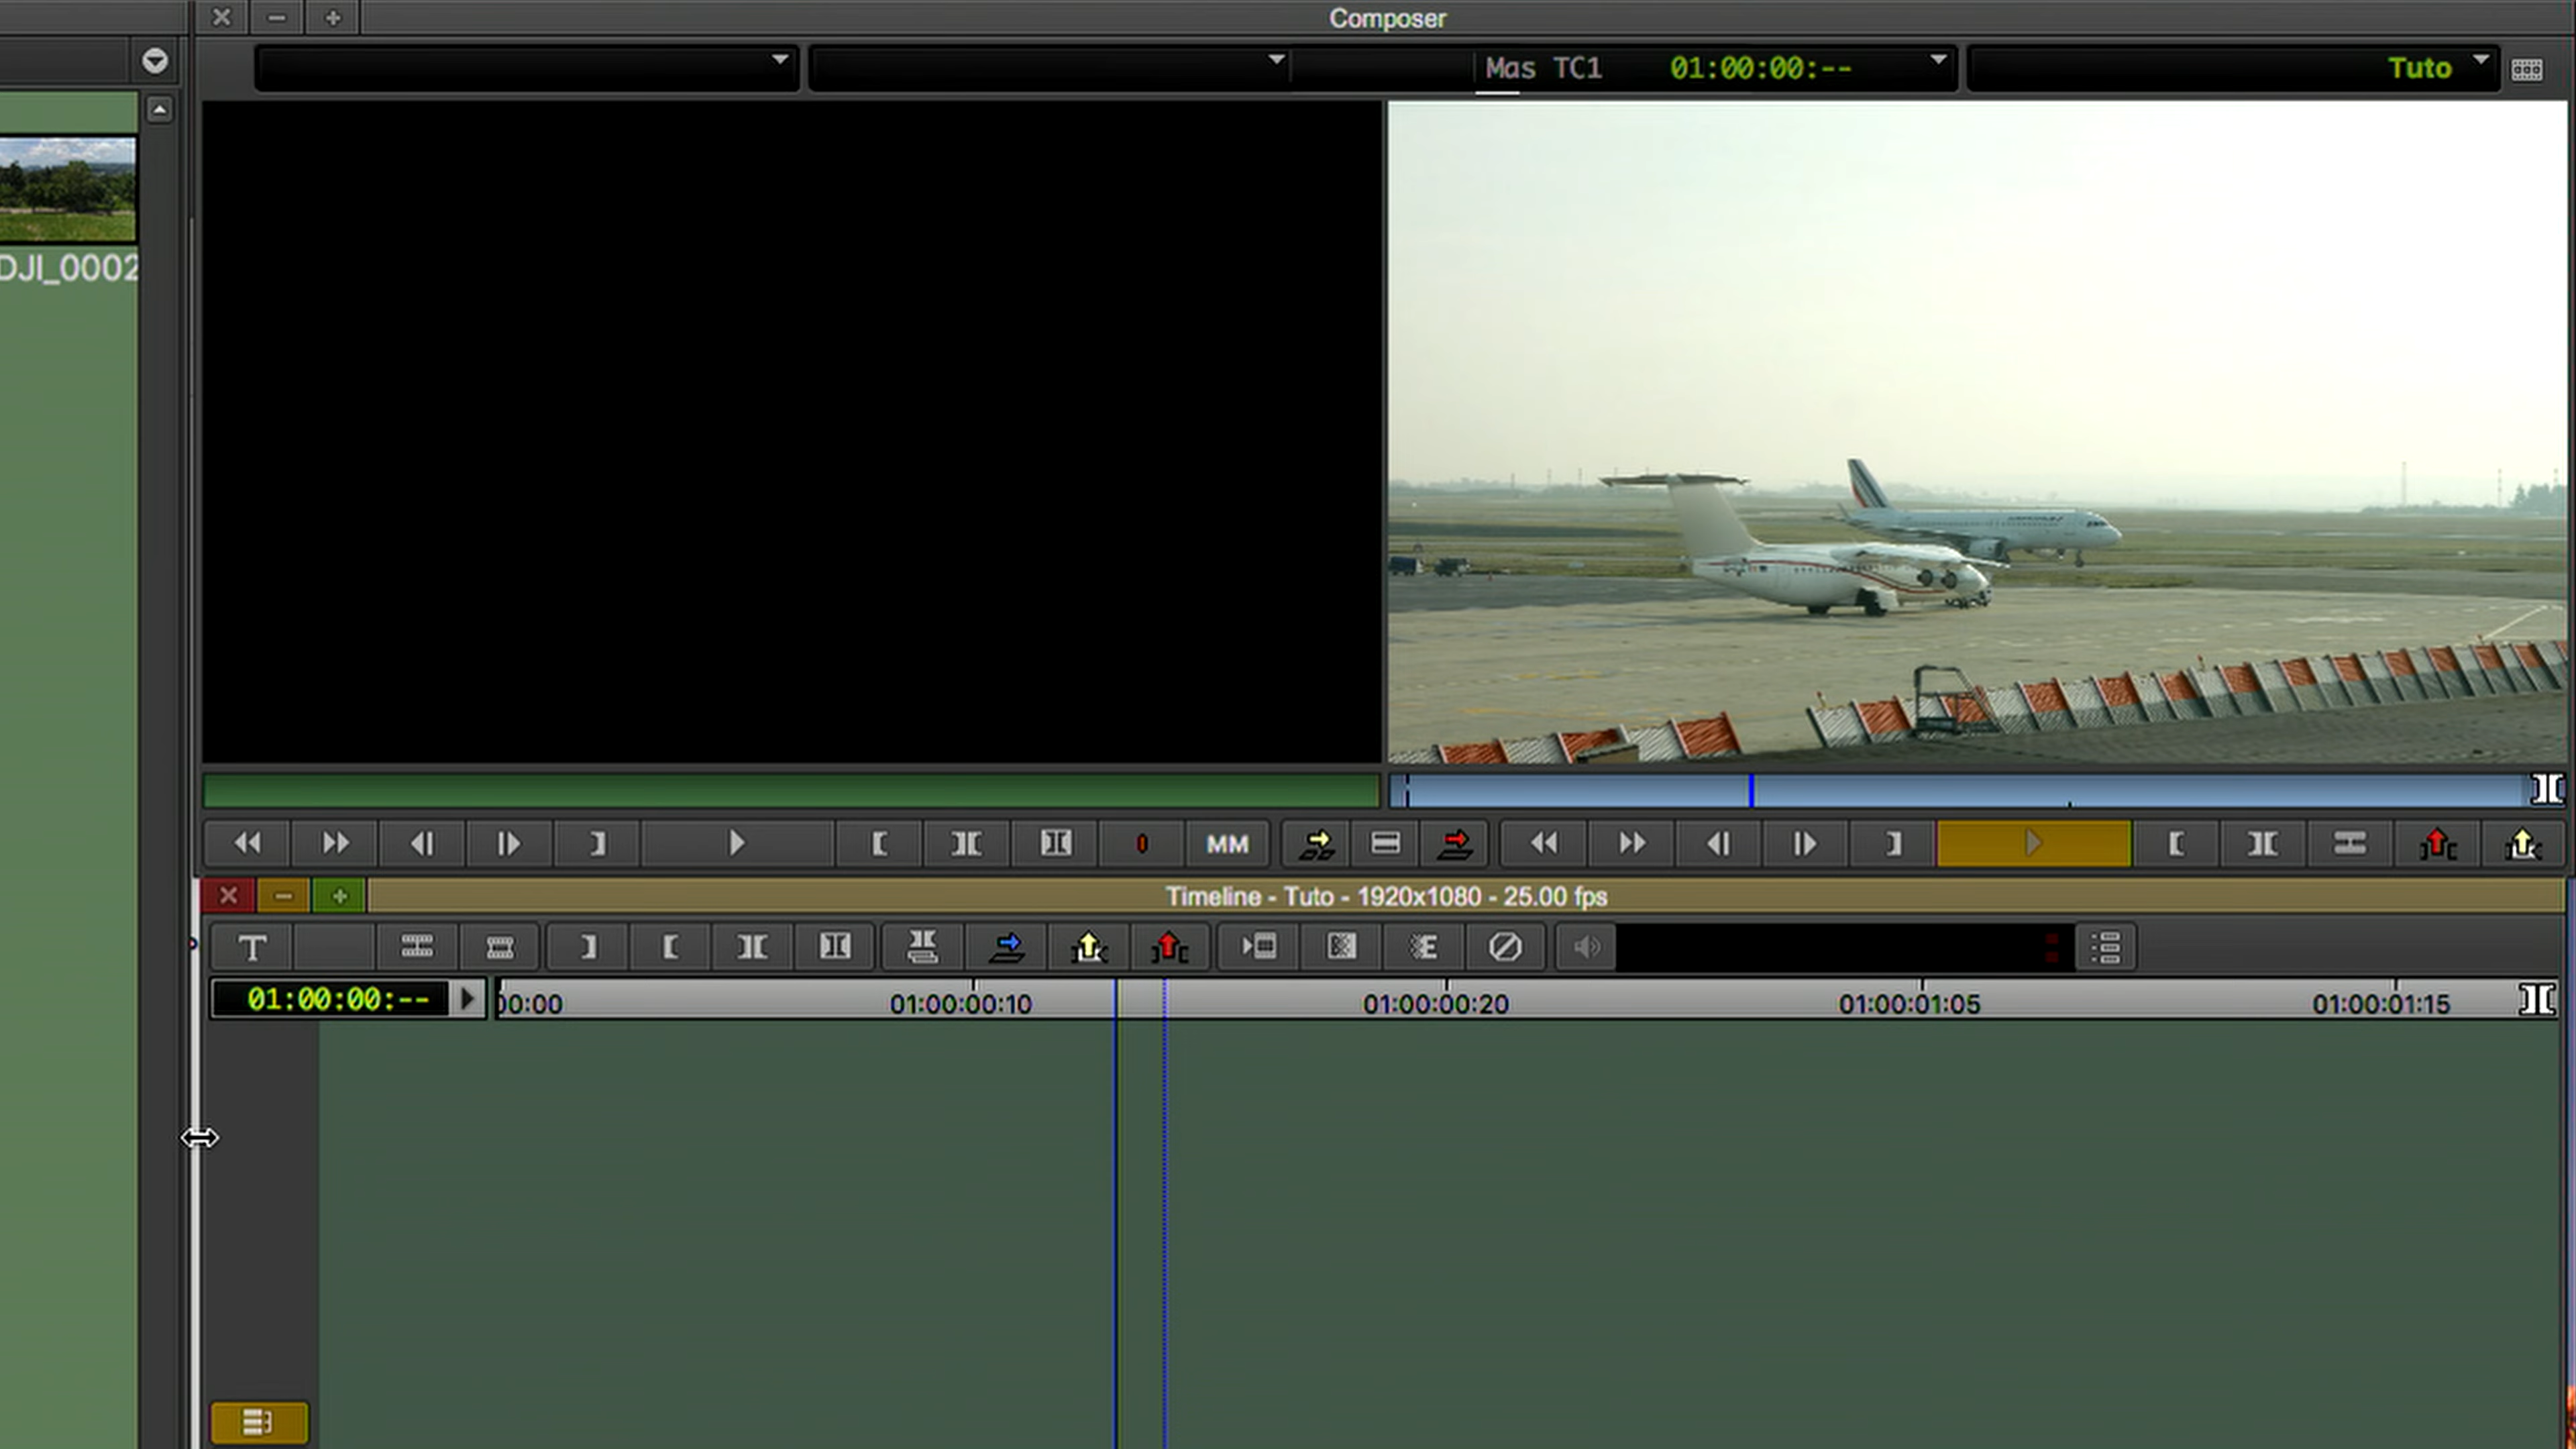 Composer
Mas TC1 01:00:00:-- Tuto
DJI_0002
MM
Timeline - Tuto - 1920x1080 - 25.00 fps
T
01:00:00:-- 00:00 01:00:00:10 01:00:00:20 01:00:01:05 01:00:01:15